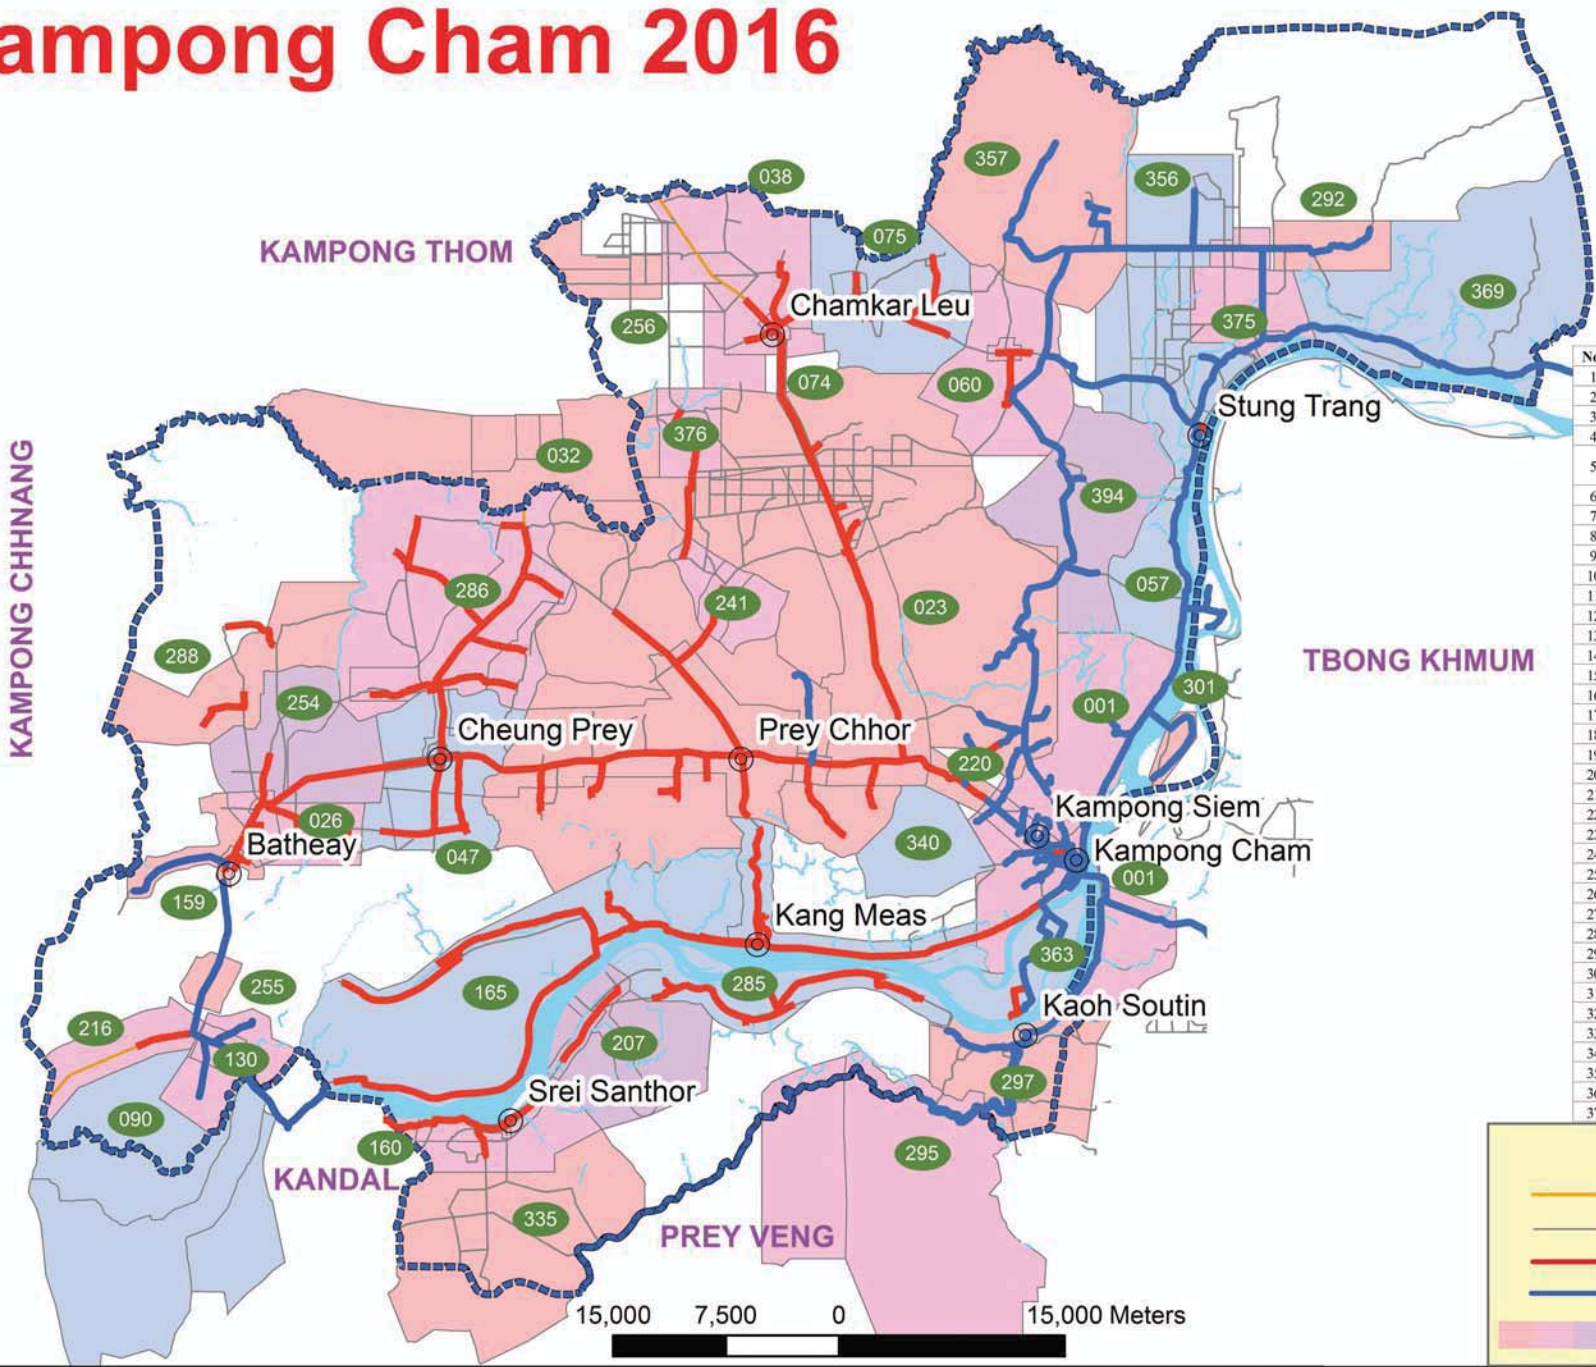 ampong Cham 2016
038
357
356
292
075
KAMPONG THOM
369
Chamkar Leu
256
375
No
074
060
Stung Trang
376
032
394
KAMPONG CHHNANG
057
286
241
023
288
TBONG KHMUM
301
254
001
Cheung Prey
Prey Chhor
220
Kampong Siem
026
Batheay
340
Kampong Cham
047
001
159
Kang Meas
363
255
165
285
Kaoh Soutin
216
207
130
297
Srei Santhor
090
160
295
KANDAL
335
PREY VENG
15,000 7,500 0 15,000 Meters